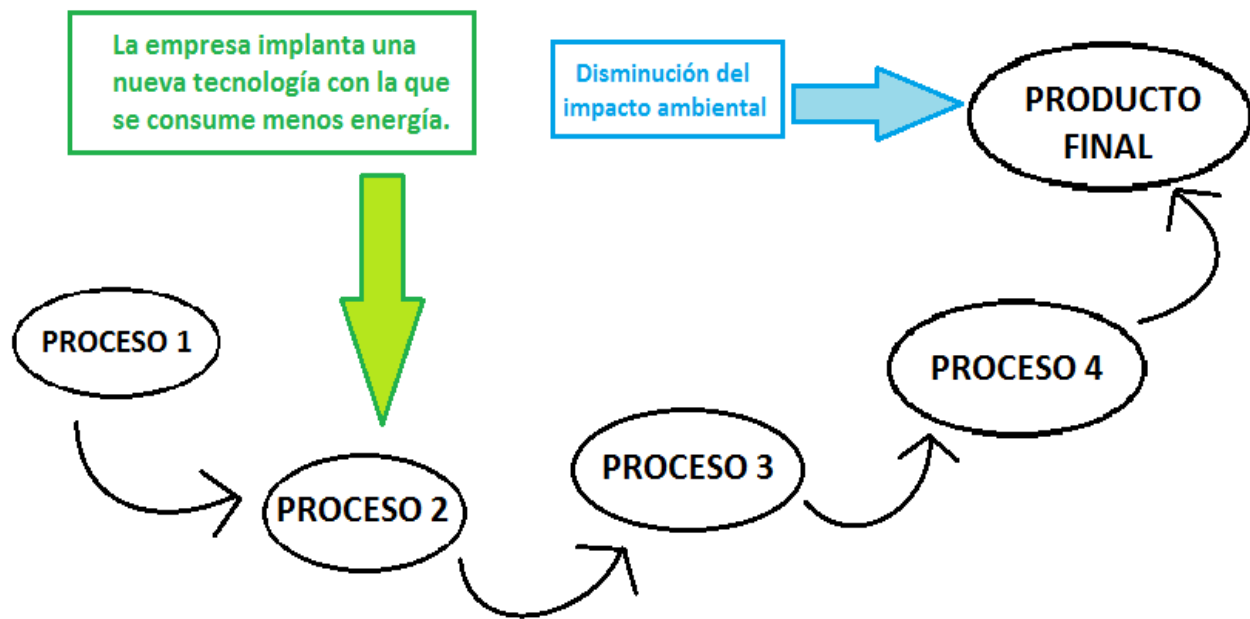 La empresa implanta una
nueva tecnología con la que
se consume menos energía.
Disminución del
impacto ambiental
PRODUCTO
FINAL
PROCESO 1
PROCESO 2
PROCESO 3
PROCESO 4